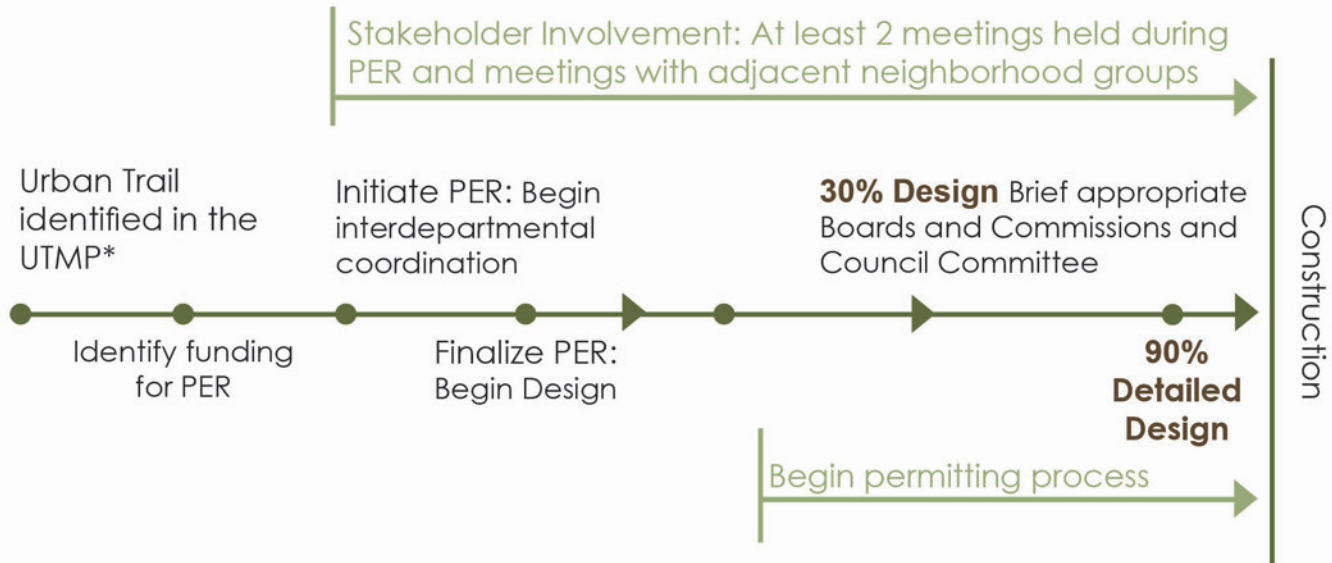 Stakeholder Involvement: At least 2 meetings held during
PER and meetings with adjacent neighborhood groups
Urban Trail
identified in the
UTMP*
Initiate PER: Begin
interdepartmental
coordination
30% Design Brief appropriate
Boards and Commissions and
Council Committee
Construction
Identify funding
for PER
Finalize PER:
Begin Design
90%
Detailed
Design
Begin permitting process